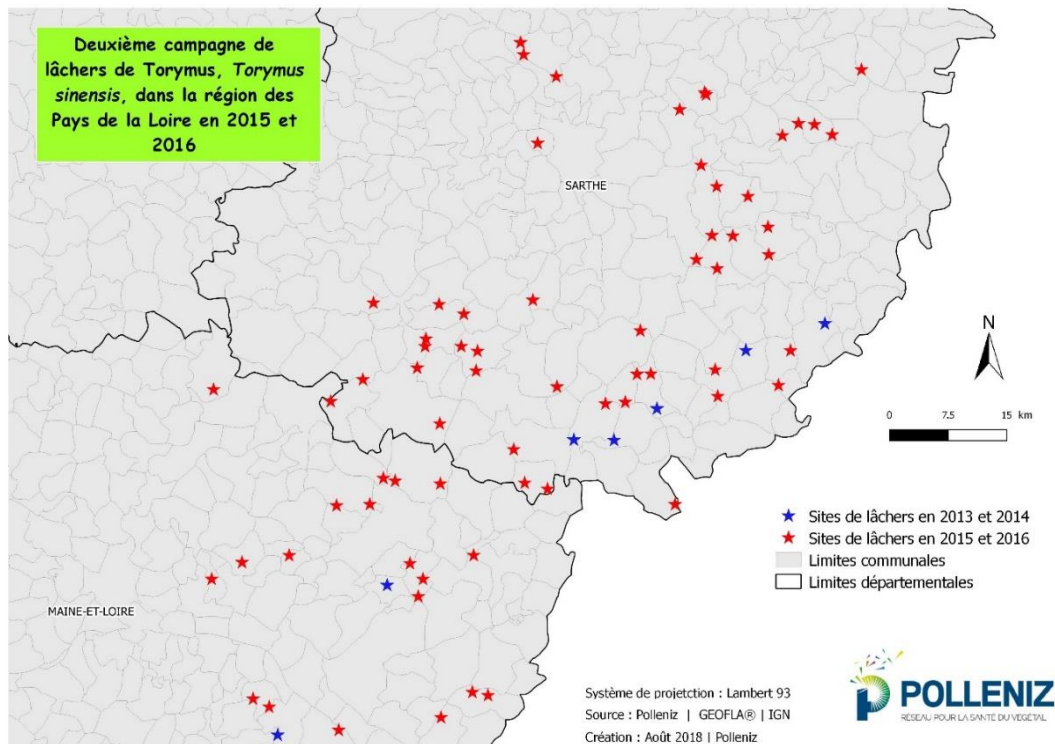 Deuxième campagne de
lâchers de Torymus, Torymus
sinensis, dans la région des
Pays de la Loire en 2015 et
2016
SARTHE
MAINE-ET-LOIRE
N
0 7.5 15 km
Sites de lâchers en 2013 et 2014
Sites de lâchers en 2015 et 2016
Limites communales
Limites départementales
Système de projetction : Lambert 93
Source : Polleniz | GEOFLA® | IGN
Création : Août 2018 | Polleniz
POLLENIZ
RÉSEAU POUR LA SANTÉ DU VÉGÉTAL